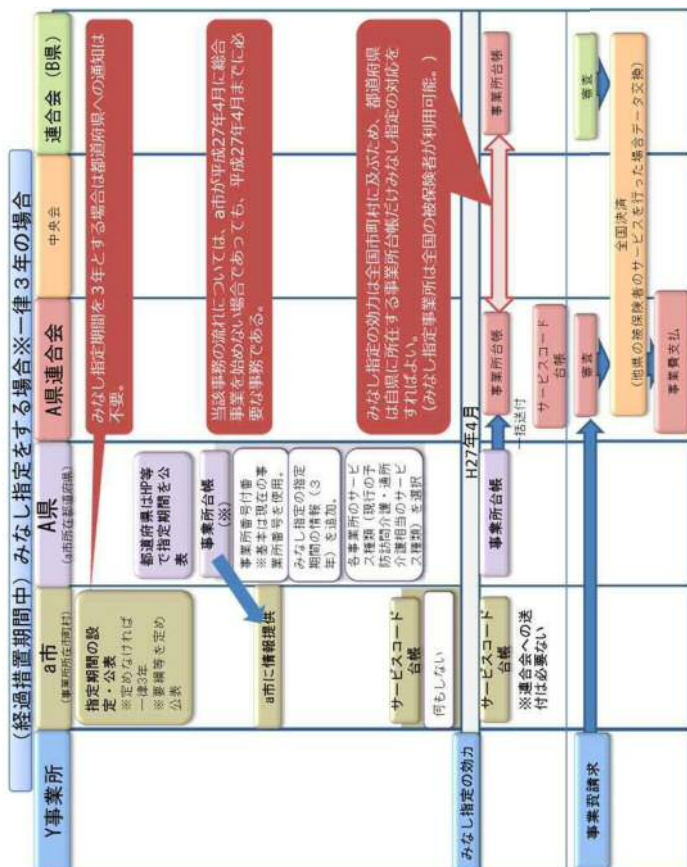 (経過措置期間中)みなし指定をする場合※一律3年の場合
Y事業所
a市
(事業所所在市町村)
A県
(a市所在都道府県)
A県連合会
中央会
連合会(B県)
指定期間の設
定・公表
※定めなければ
一律3年
※要綱等を定め
公表
みなし指定期間を3年とする場合は都道府県への通知は
不要。
都道府県はHP等
で指定期間を公
表
事業所台帳
(※)
a市に情報提供
事業所番号付番
※基本は現在の事
業所番号を使用。
みなし指定の指定
期間の情報(3
年)を追加。
当該事務の流れについては、a市が平成27年4月に総合
事業を始めない場合であっても、平成27年4月までに必
要な事務である。
サービスコード
台帳
何もしない
各事業所のサービ
ス種類(現行の予
防訪問介護・通所
介護相当のサービ
ス種類)を選択
みなし指定の効力は全国市町村に及ぶため、都道府県
は自県に所在する事業所台帳だけみなし指定の対応を
すればよい。
(みなし指定事業所は全国の被保険者が利用可能。)
みなし指定の効力
H27年4月
サービスコード
台帳
※連合会への送
付は必要ない
事業所台帳
一括送付
事業所台帳
事業所台帳
サービスコード
台帳
事業費請求
審査
審査
全国決済
(他県の被保険者のサービスを行った場合データ交換)
事業費支払